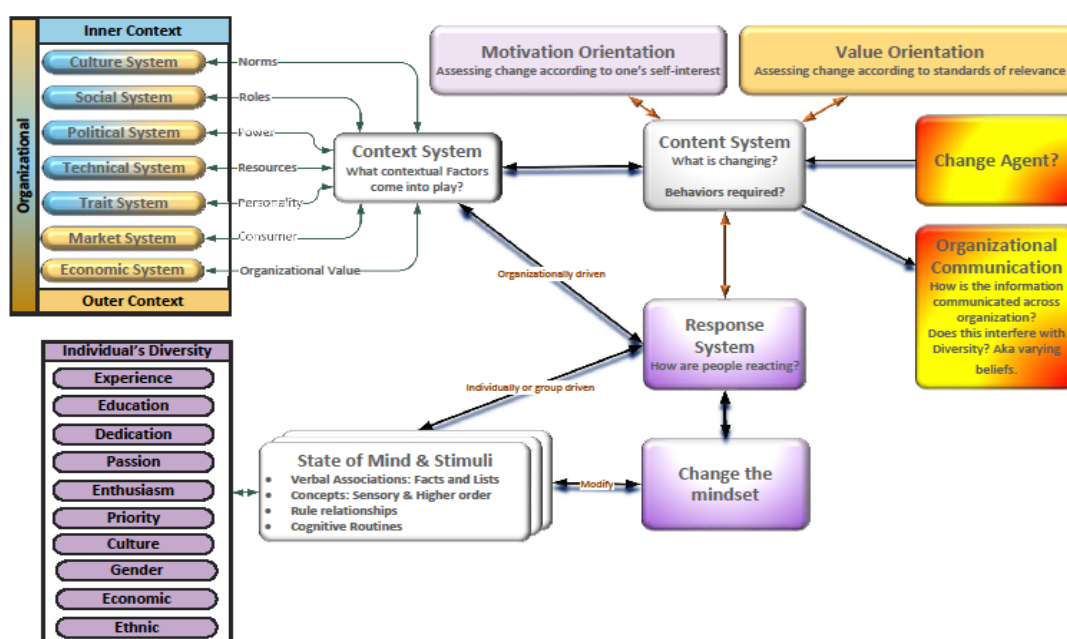 Organizational
Inner Context
Culture System
Social System
Political System
Technical System
Trait System
Market System
Economic System
Outer Context
Norms
Roles
Power
Resources
Personality
Consumer
Organizational Value
Context System
What contextual Factors
come into play?
Motivation Orientation
Assessing change according to one's self-interest
Value Orientation
Assessing change according to standards of relevance
Content System
What is changing?
Behaviors required?
Change Agent?
Organizational
Communication
How is the information
communicated across
organization?
Does this interfere with
Diversity? Aka varying
beliefs.
Organizationally driven
Response
System
How are people reacting?
Individually or group driven
Individual's Diversity
Experience
Education
Dedication
Passion
Enthusiasm
Priority
Culture
Gender
Economic
Ethnic
State of Mind & Stimuli
• Verbal Associations: Facts and Lists
• Concepts: Sensory & Higher order
• Rule relationships
• Cognitive Routines
Modify
Change the
mindset